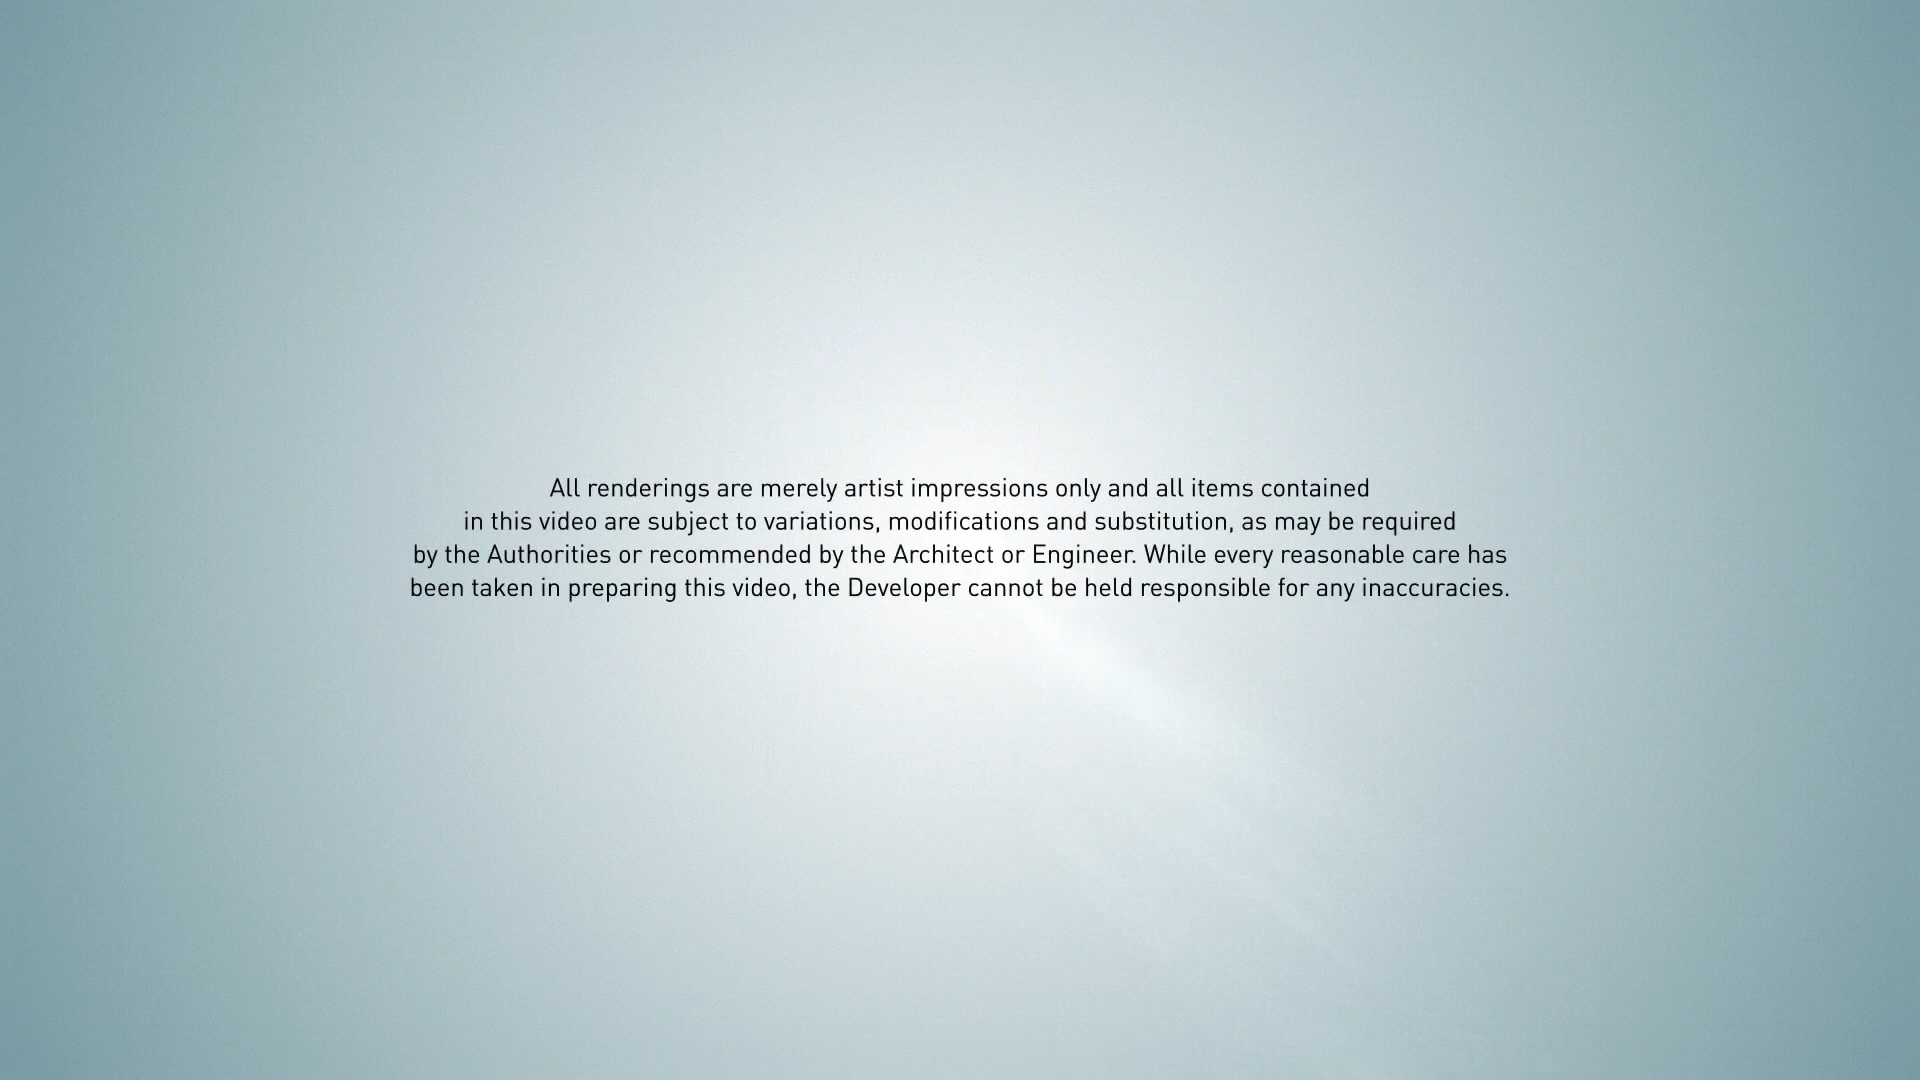 All renderings are merely artist impressions only and all items contained
in this video are subject to variations, modifications and substitution, as may be required
by the Authorities or recommended by the Architect or Engineer. While every reasonable care has
been taken in preparing this video, the Developer cannot be held responsible for any inaccuracies.